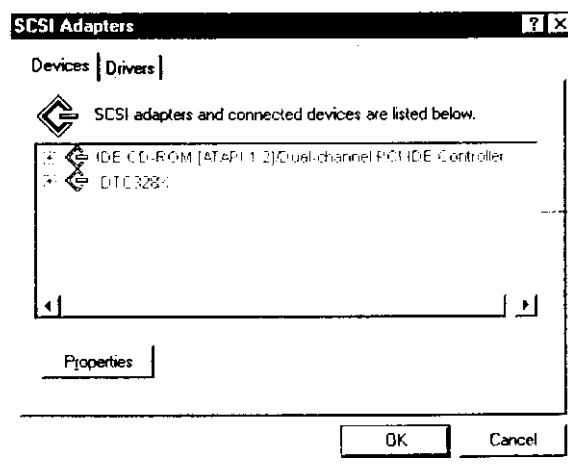 SCSI Adapters
Devices Drivers
SCSI adapters and connected devices are listed below.
IDE CD-ROM [ATAPI 1.2]/Dual-channel PCI IDE Controller
Properties
OK Cancel